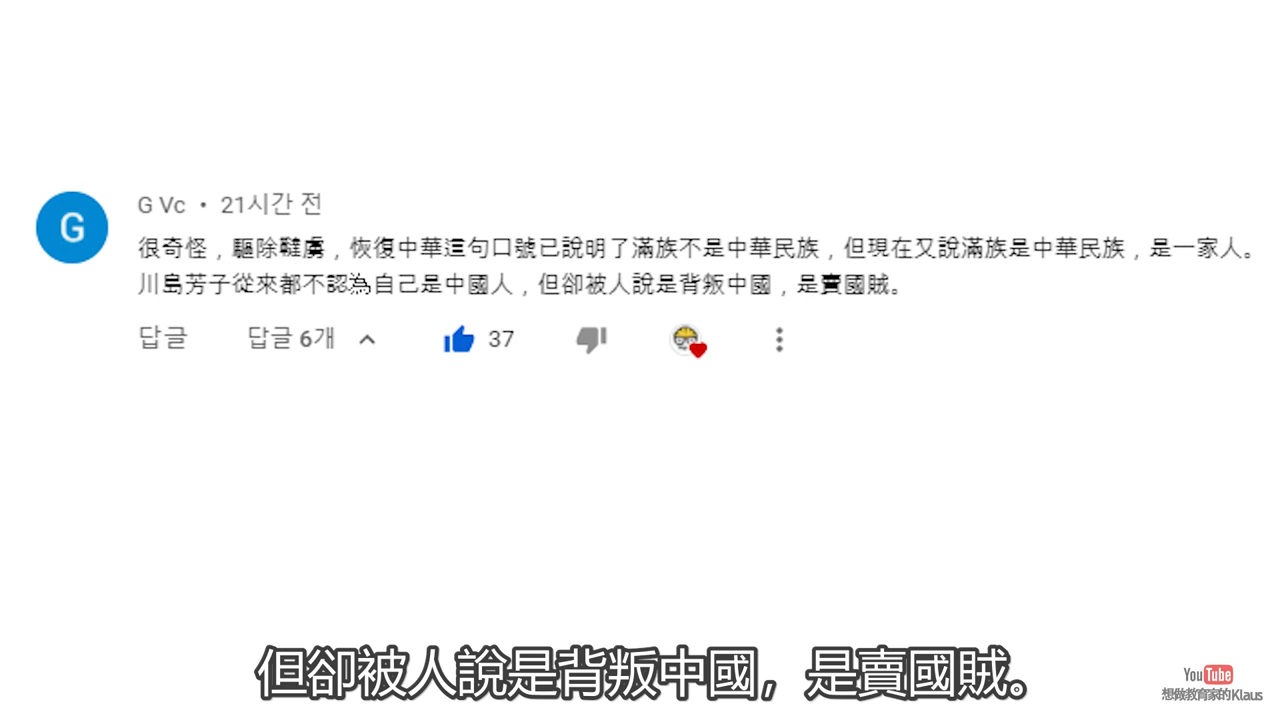 G
G Vc • 21시간 전
很奇怪，驅除韃虜，恢復中華這句口號已說明了滿族不是中華民族，但現在又說滿族是中華民族，是一家人。
川島芳子從來都不認為自己是中國人，但卻被人說是背叛中國，是賣國賊。
답글 답글 6개 37
但卻被人說是背叛中國，是賣國賊。
YouTube
想做教育家的Klaus